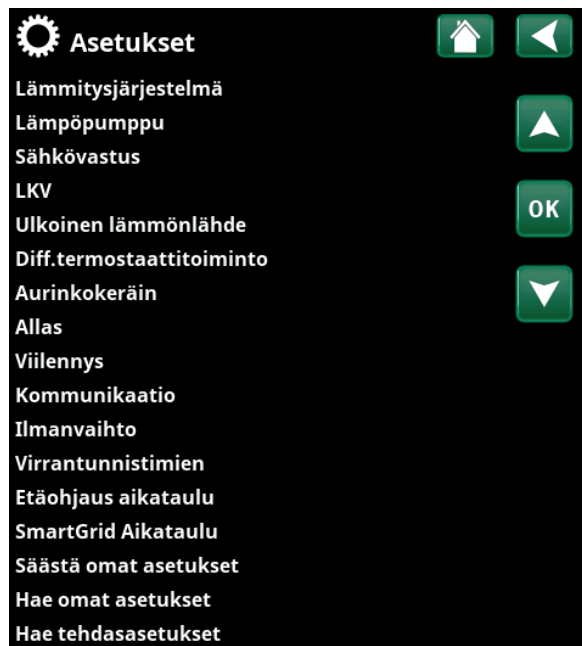 Asetukset
Lämmitysjärjestelmä
Lämpöpumppu
Sähkövastus
LKV
OK
Ulkoinen lämmönlähde
Diff.termostaattitoiminto
Aurinkokeräin
Allas
Viilennys
Kommunikaatio
Ilmanvaihto
Virrantunnistimien
Etäohjaus aikataulu
SmartGrid Aikataulu
Säästä omat asetukset
Hae omat asetukset
Hae tehdasasetukset